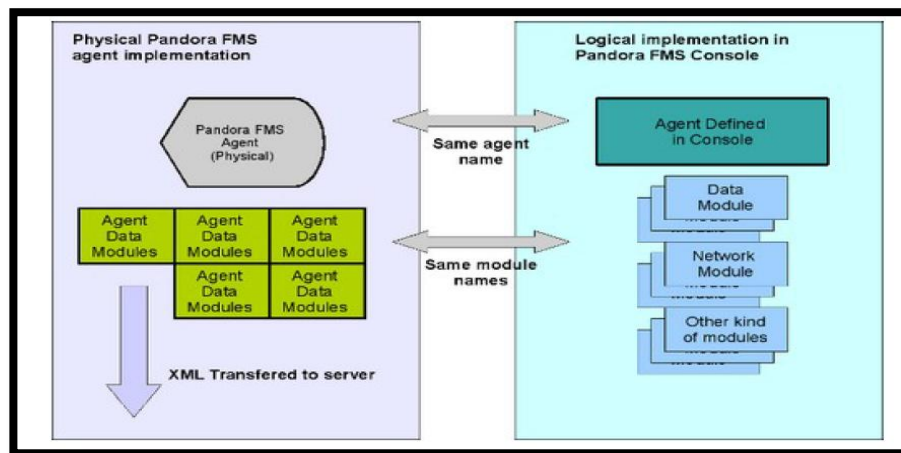 Physical Pandora FMS
agent implementation
Pandora FMS
Agent
(Physical)
Agent
Data
Modules
Agent
Data
Modules
Agent
Data
Modules
Agent
Data
Modules
Agent
Data
Modules
XML Transfered to server
Same agent
name
Same module
names
Logical implementation in
Pandora FMS Console
Agent Defined
in Console
Data
Module
Network
Module
Other kind
of modules